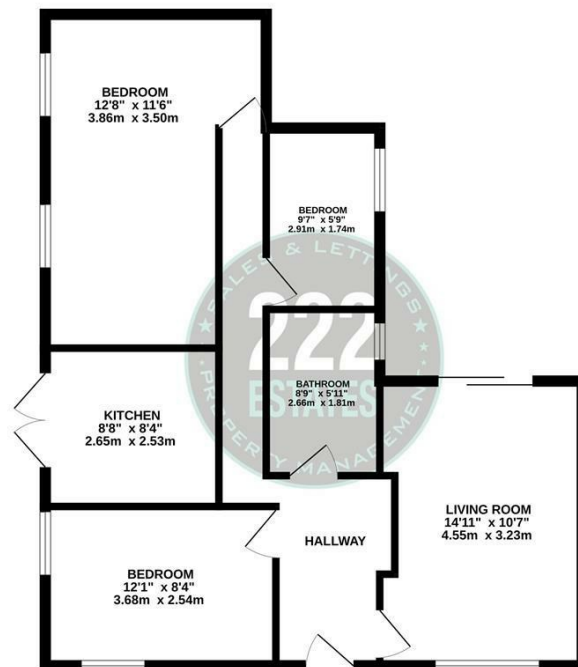 BEDROOM
12'8" x 11'6"
3.86m x 3.50m
BEDROOM
9'7" x 5'9"
2.91m x 1.74m
SALES & LETTINGS
222
ESTATES
PROPERTY MANAGEMENT
BATHROOM
8'9" x 5'11"
2.66m x 1.81m
KITCHEN
8'8" x 8'4"
2.65m x 2.53m
LIVING ROOM
14'11" x 10'7"
4.55m x 3.23m
HALLWAY
BEDROOM
12'1" x 8'4"
3.68m x 2.54m